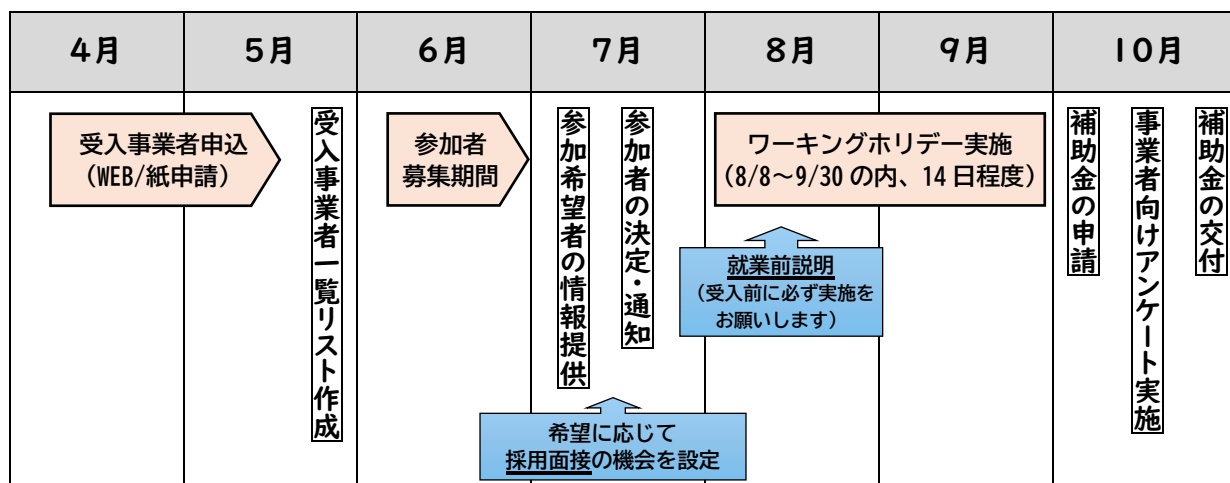 4月
5月
6月
7月
8月
9月
10月
受入事業者申込
(WEB/紙申請)
受入事業者一覧リスト作成
参加者
募集期間
参加希望者の情報提供
参加者の決定・通知
ワーキングホリデー実施
(8/8～9/30 の内、14 日程度)
補助金の申請
事業者向けアンケート実施
補助金の交付
就業前説明
(受入前に必ず実施を
お願いします)
希望に応じて
採用面接の機会を設定